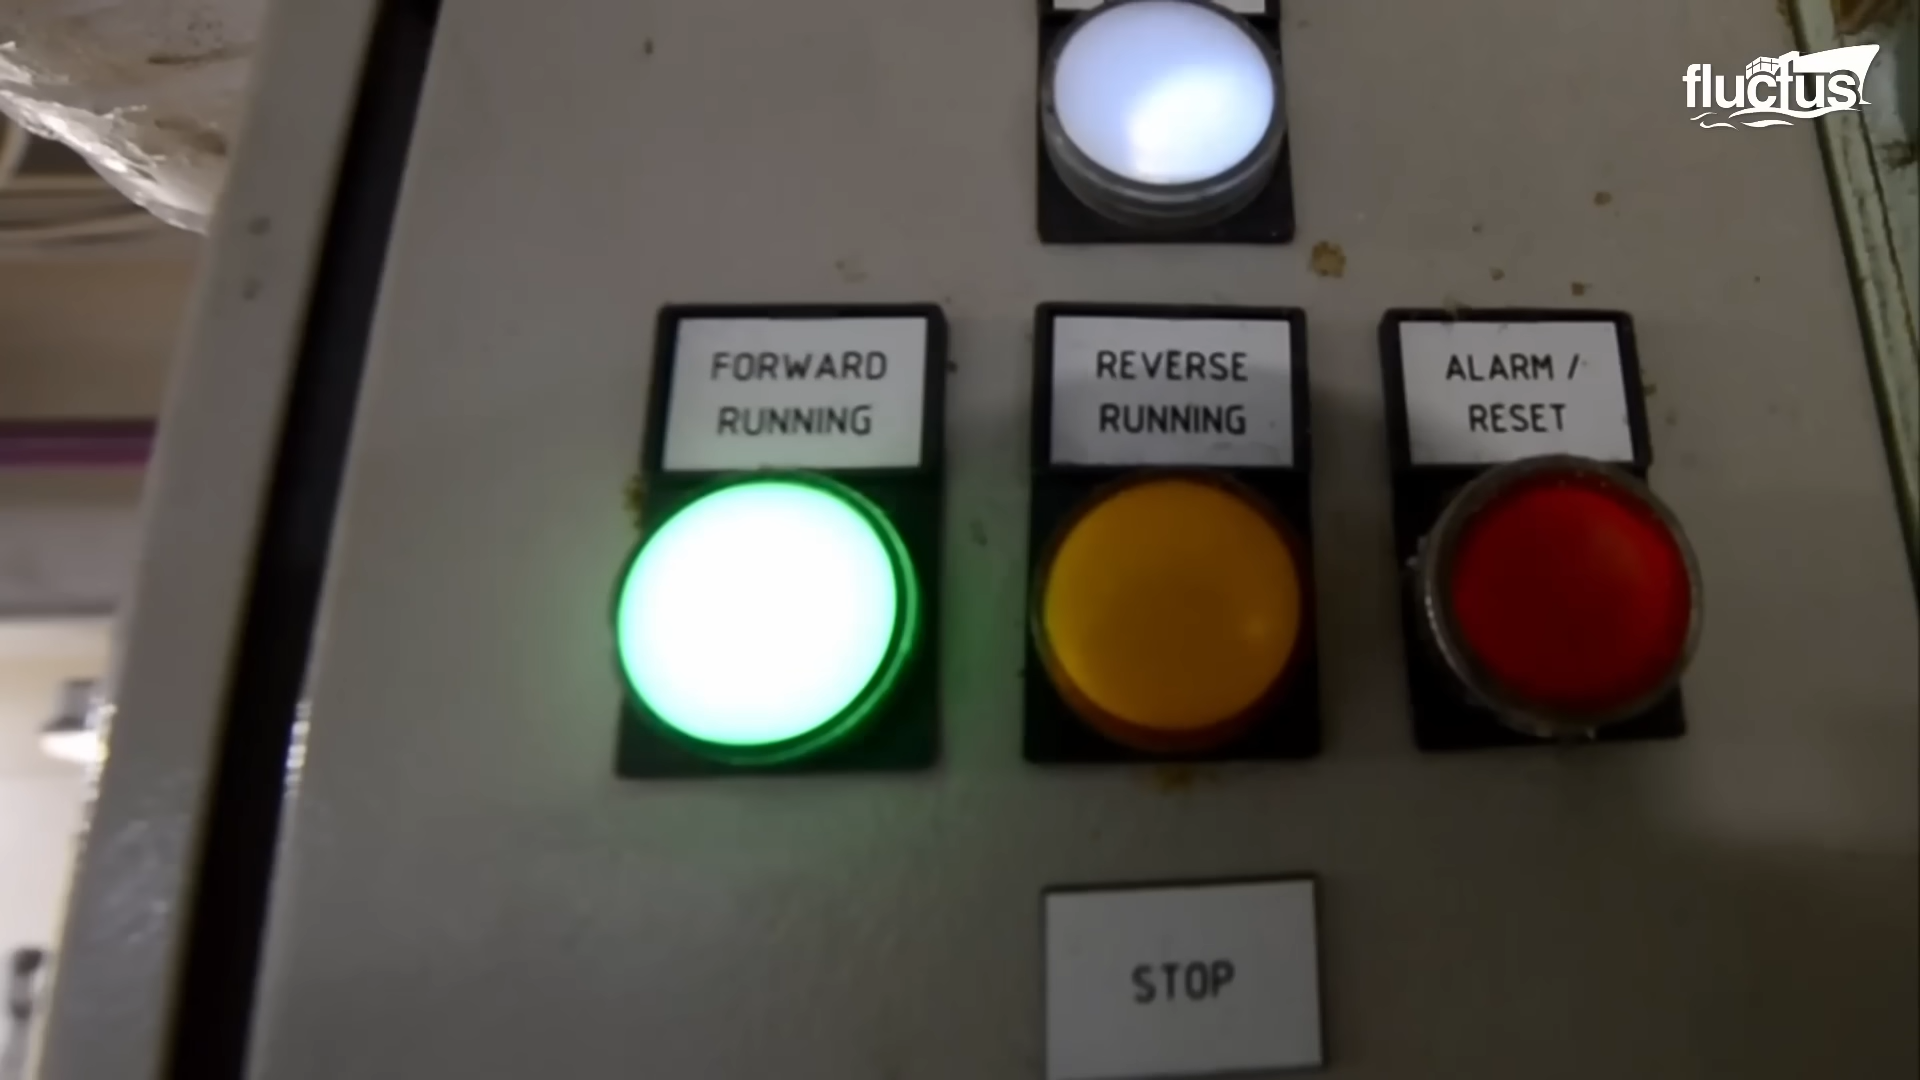 fluctus
FORWARD
RUNNING
REVERSE
RUNNING
ALARM /
RESET
STOP